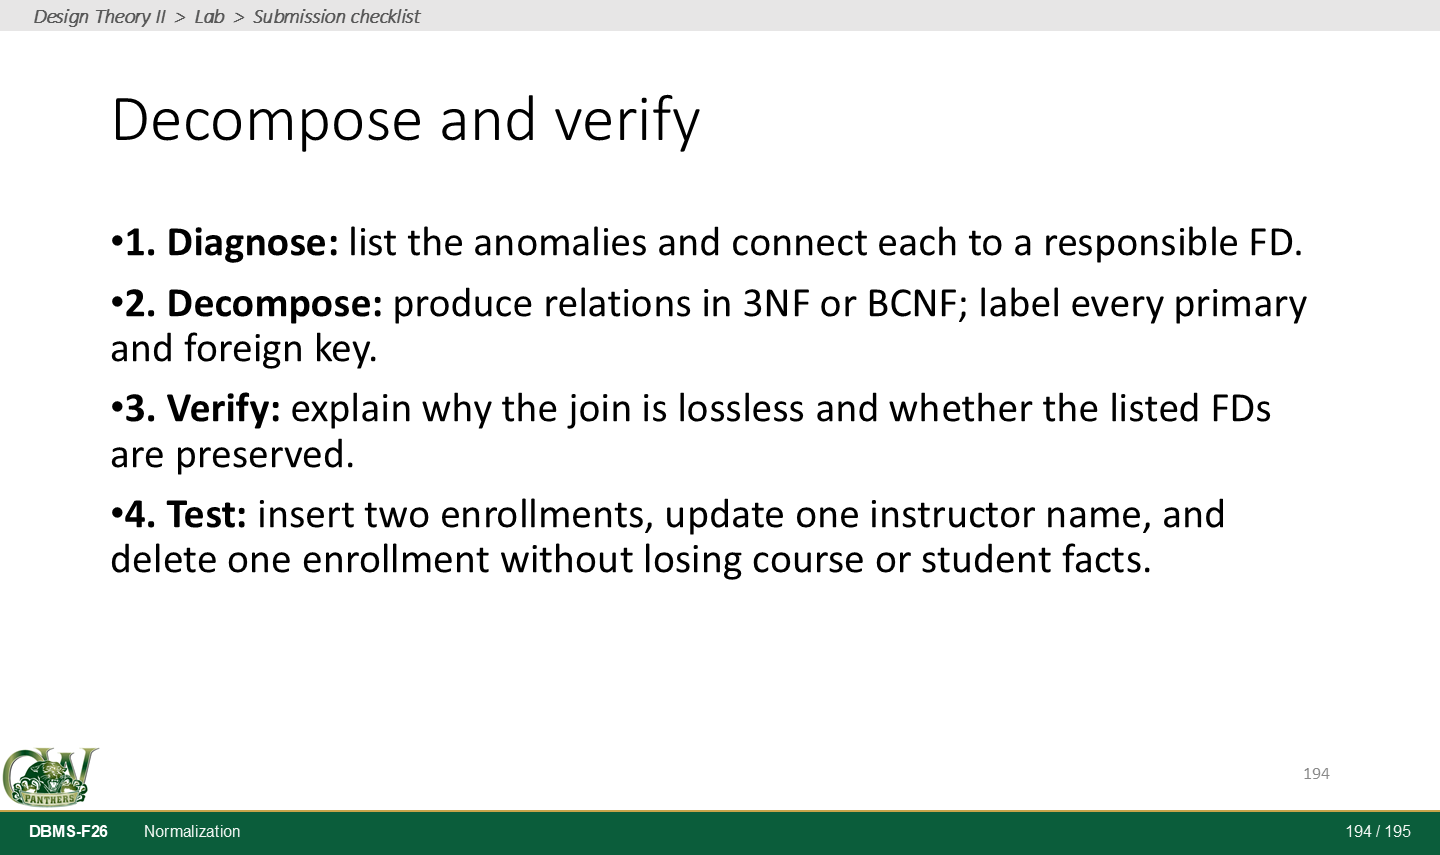 Design Theory II > Lab > Submission checklist
Decompose and verify
•1. Diagnose: list the anomalies and connect each to a responsible FD.
•2. Decompose: produce relations in 3NF or BCNF; label every primary
and foreign key.
•3. Verify: explain why the join is lossless and whether the listed FDs
are preserved.
•4. Test: insert two enrollments, update one instructor name, and
delete one enrollment without losing course or student facts.
OW
PANTHERS
194
DBMS-F26 Normalization 194 / 195